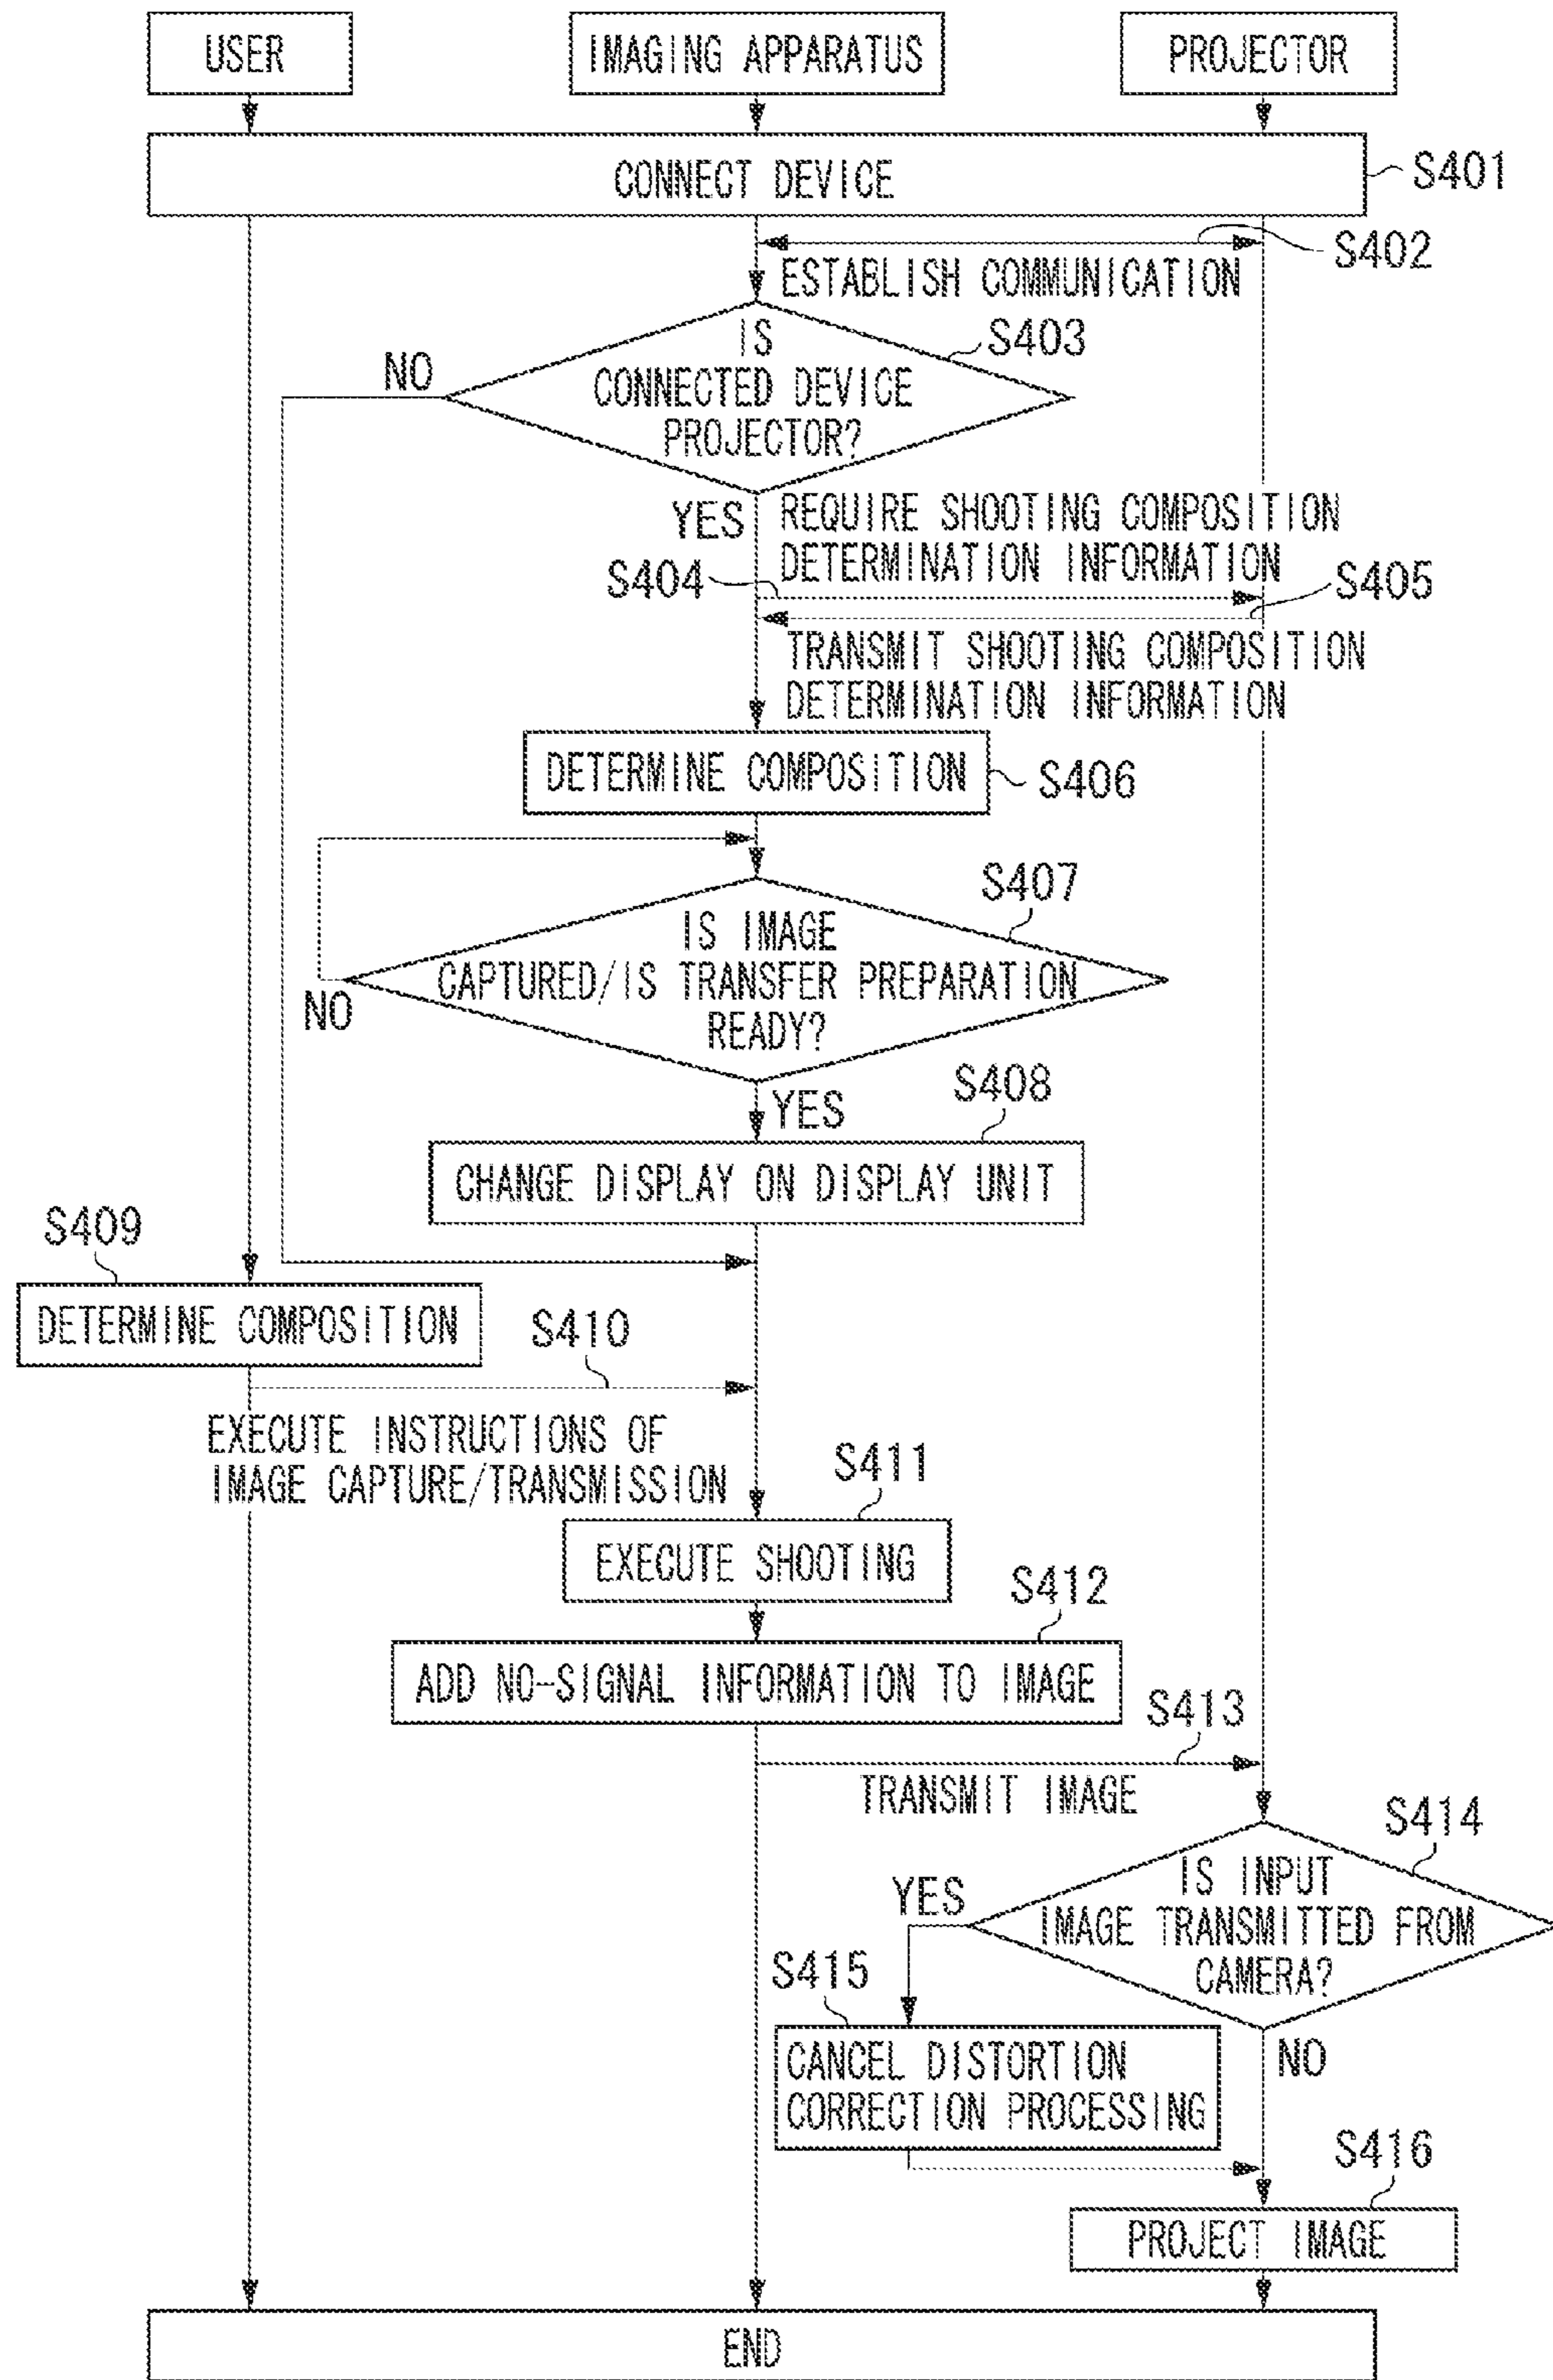 USER
IMAGING APPARATUS
PROJECTOR
CONNECT DEVICE
S401
S402
ESTABLISH COMMUNICATION
S403
NO
IS
CONNECTED DEVICE
PROJECTOR?
YES
REQUIRE SHOOTING COMPOSITION
DETERMINATION INFORMATION
S404
S405
TRANSMIT SHOOTING COMPOSITION
DETERMINATION INFORMATION
DETERMINE COMPOSITION
S406
S407
IS IMAGE
CAPTURED/IS TRANSFER PREPARATION
READY?
NO
YES
S408
CHANGE DISPLAY ON DISPLAY UNIT
S409
DETERMINE COMPOSITION
S410
EXECUTE INSTRUCTIONS OF
IMAGE CAPTURE/TRANSMISSION
S411
EXECUTE SHOOTING
S412
ADD NO-SIGNAL INFORMATION TO IMAGE
S413
TRANSMIT IMAGE
S414
IS INPUT
IMAGE TRANSMITTED FROM
CAMERA?
YES
S415
CANCEL DISTORTION
CORRECTION PROCESSING
NO
S416
PROJECT IMAGE
END